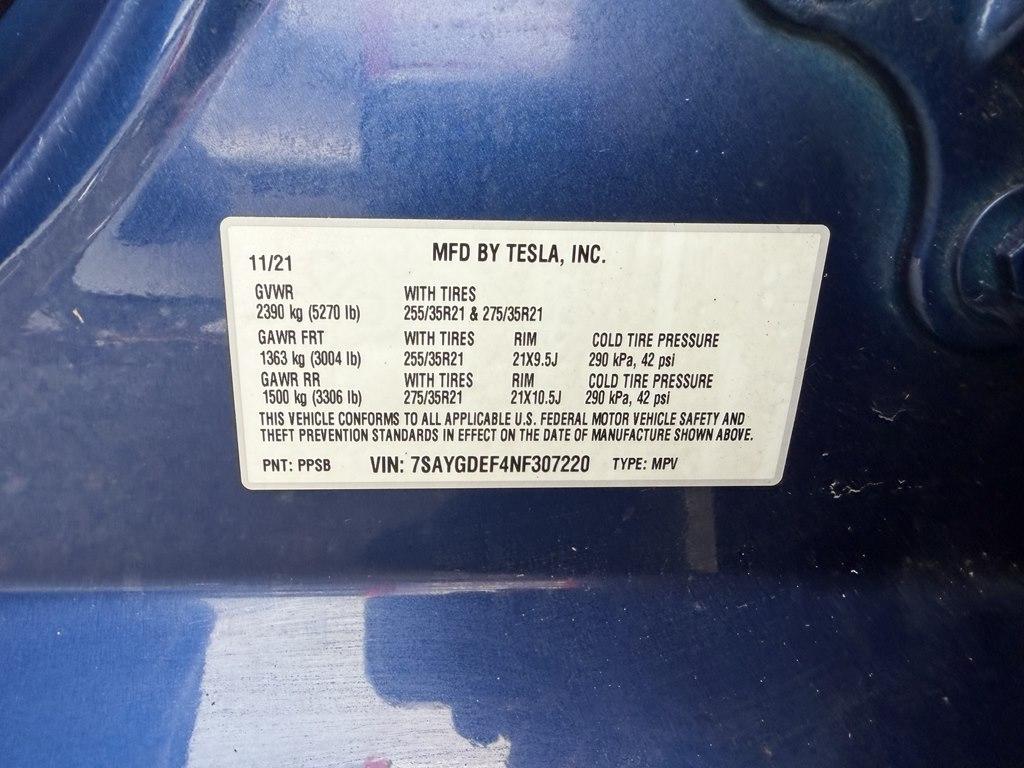 MFD BY TESLA, INC.
11/21
GVWR WITH TIRES
2390 kg (5270 lb) 255/35R21 & 275/35R21
GAWR FRT WITH TIRES RIM COLD TIRE PRESSURE
1363 kg (3004 lb) 255/35R21 21X9.5J 290 kPa, 42 psi
GAWR RR WITH TIRES RIM COLD TIRE PRESSURE
1500 kg (3306 lb) 275/35R21 21X10.5J 290 kPa, 42 psi
THIS VEHICLE CONFORMS TO ALL APPLICABLE U.S. FEDERAL MOTOR VEHICLE SAFETY AND
THEFT PREVENTION STANDARDS IN EFFECT ON THE DATE OF MANUFACTURE SHOWN ABOVE.
PNT: PPSB VIN: 7SAYGDEF4NF307220 TYPE: MPV